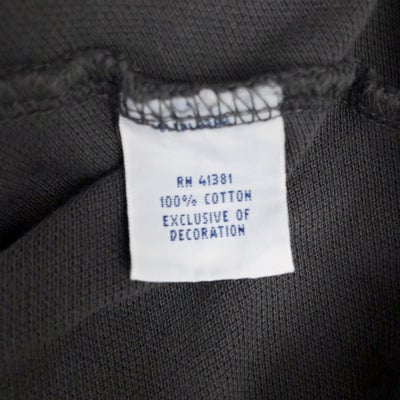 RN 41381
100% COTTON
EXCLUSIVE OF
DECORATION